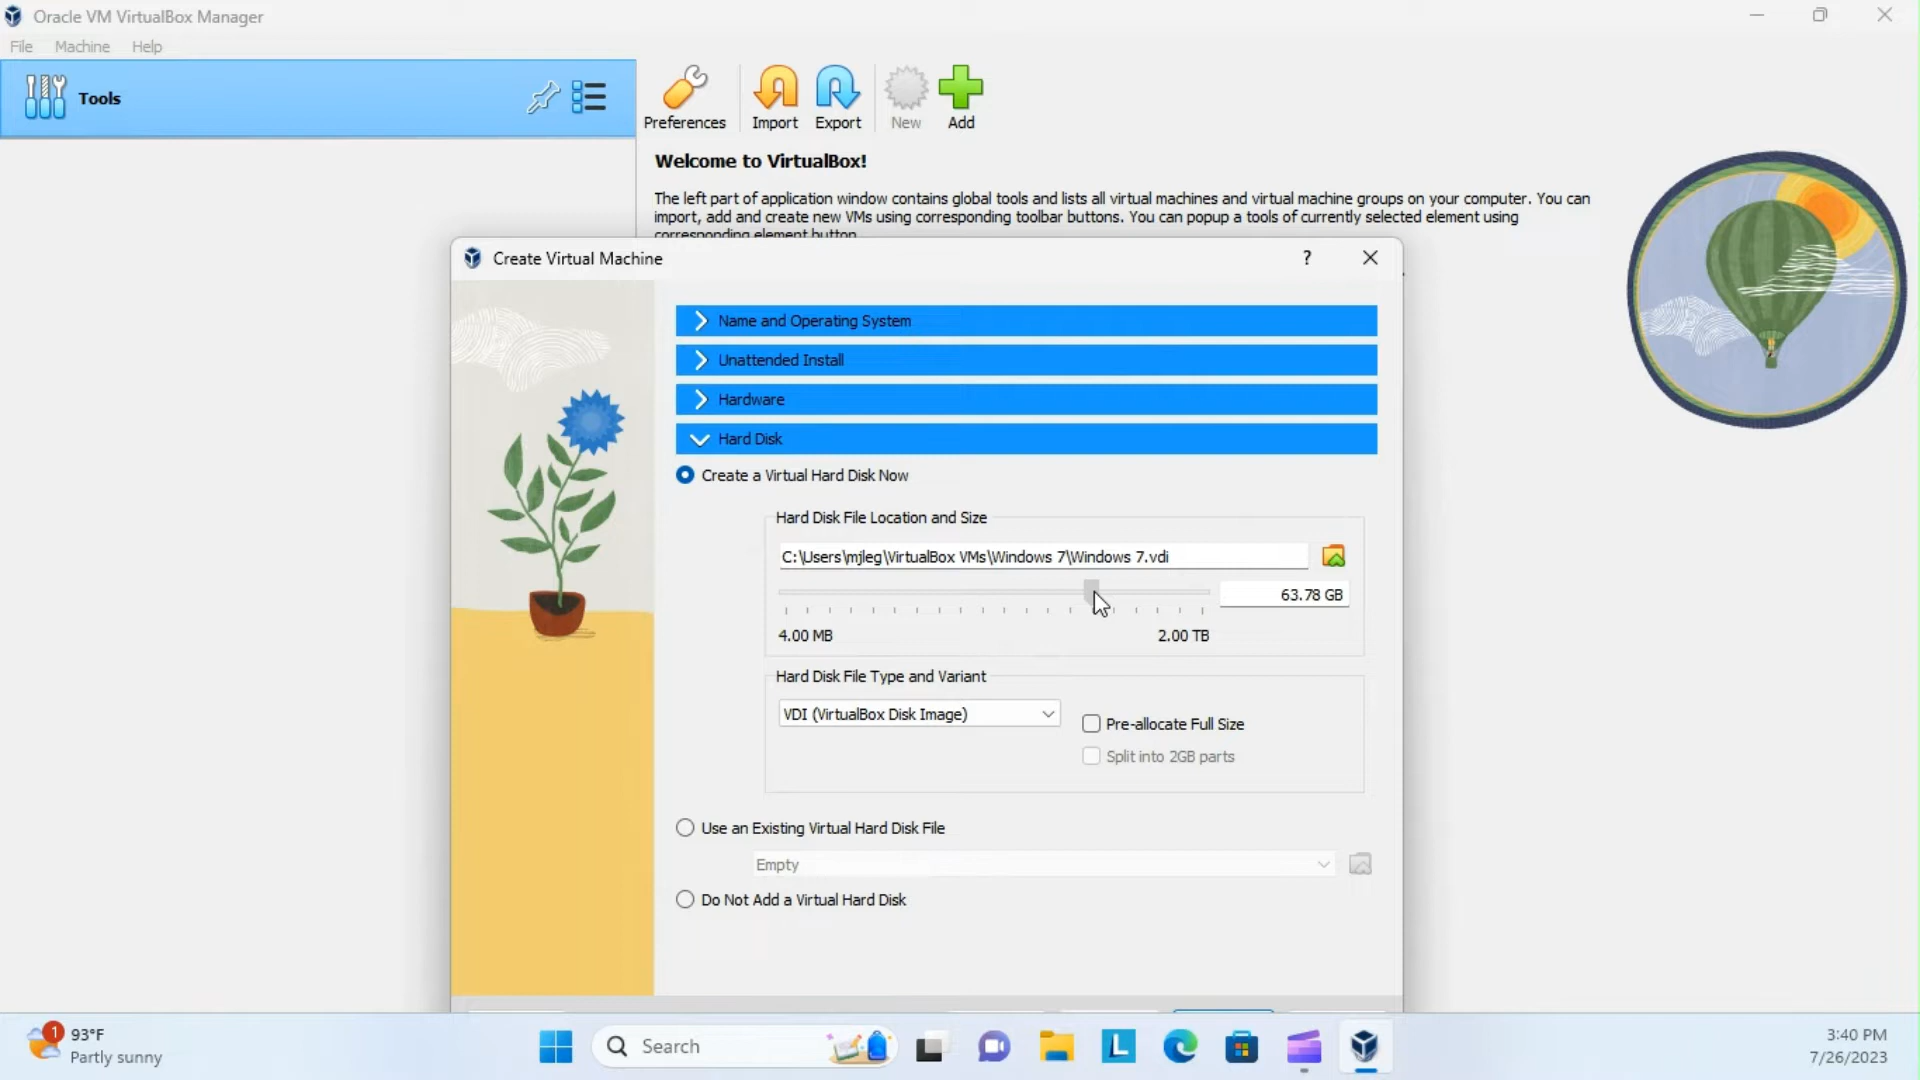 Oracle VM VirtualBox Manager
File Machine Help
Tools
Preferences Import Export New Add
Welcome to VirtualBox!
The left part of application window contains global tools and lists all virtual machines and virtual machine groups on your computer. You can
import, add and create new VMs using corresponding toolbar buttons. You can popup a tools of currently selected element using
corresponding element button
Create Virtual Machine ?
Name and Operating System
Unattended Install
Hardware
Hard Disk
Create a Virtual Hard Disk Now
Hard Disk File Location and Size
C:\Users\mjleg\VirtualBox VMs\Windows 7\Windows 7.vdi
63.78 GB
4.00 MB 2.00 TB
Hard Disk File Type and Variant
VDI (VirtualBox Disk Image)
Pre-allocate Full Size
Split into 2GB parts
Use an Existing Virtual Hard Disk File
Empty
Do Not Add a Virtual Hard Disk
1 93°F
Partly sunny
Search
L
3:40 PM
7/26/2023